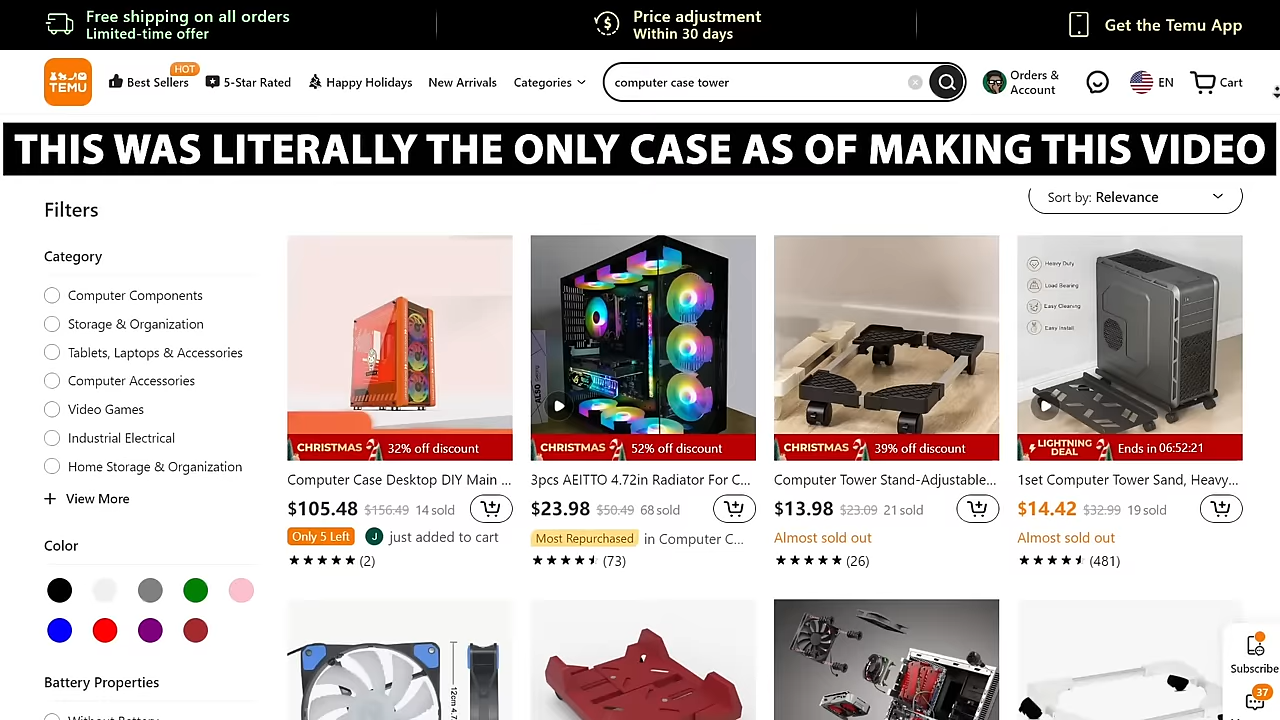 Free shipping on all orders
Limited-time offer
Price adjustment
Within 30 days
Get the Temu App
TEMU
Best Sellers
HOT
5-Star Rated
Happy Holidays
New Arrivals
Categories
computer case tower
Orders &
Account
EN
Cart
THIS WAS LITERALLY THE ONLY CASE AS OF MAKING THIS VIDEO
Filters
Sort by: Relevance
Category
Computer Components
Storage & Organization
Tablets, Laptops & Accessories
Computer Accessories
Video Games
Industrial Electrical
Home Storage & Organization
View More
Color
Battery Properties
CHRISTMAS 32% off discount
Computer Case Desktop DIY Main ...
$105.48 $156.49 14 sold
Only 5 Left J just added to cart
(2)
CHRISTMAS 52% off discount
3pcs AEITTO 4.72in Radiator For C...
$23.98 $50.49 68 sold
Most Repurchased in Computer C...
(73)
CHRISTMAS 39% off discount
Computer Tower Stand-Adjustable...
$13.98 $23.09 21 sold
Almost sold out
(26)
Heavy Duty
Load Bearing
Easy Cleaning
Easy Install
LIGHTNING
DEAL
Ends in 06:52:21
1set Computer Tower Sand, Heavy...
$14.42 $32.99 19 sold
Almost sold out
(481)
Subscribe
37